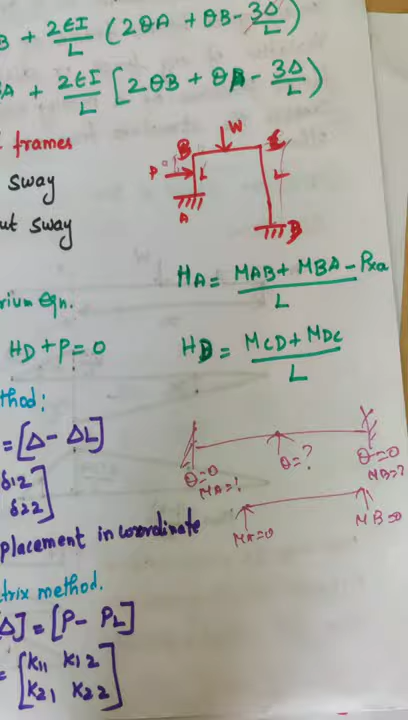 B + 2EI/L (2θA + θB - 3Δ/L)
A + 2EI/L [2θB + θA - 3Δ/L]
frames
sway
ut sway
W
B
C
P
a
L
L
A
D
HA = MAB + MBA - Pxa / L
rium eqn.
HD + P = 0
HD = MCD + MDC / L
thod:
= [Δ - ΔL]
δ12
δ22
θ=0
MA=?
θ=?
θ=0
MB=?
MA=0
MB=0
placement in coordinate
trix method.
Δ] = [P - PL]
= [K11 K12
K21 K22]